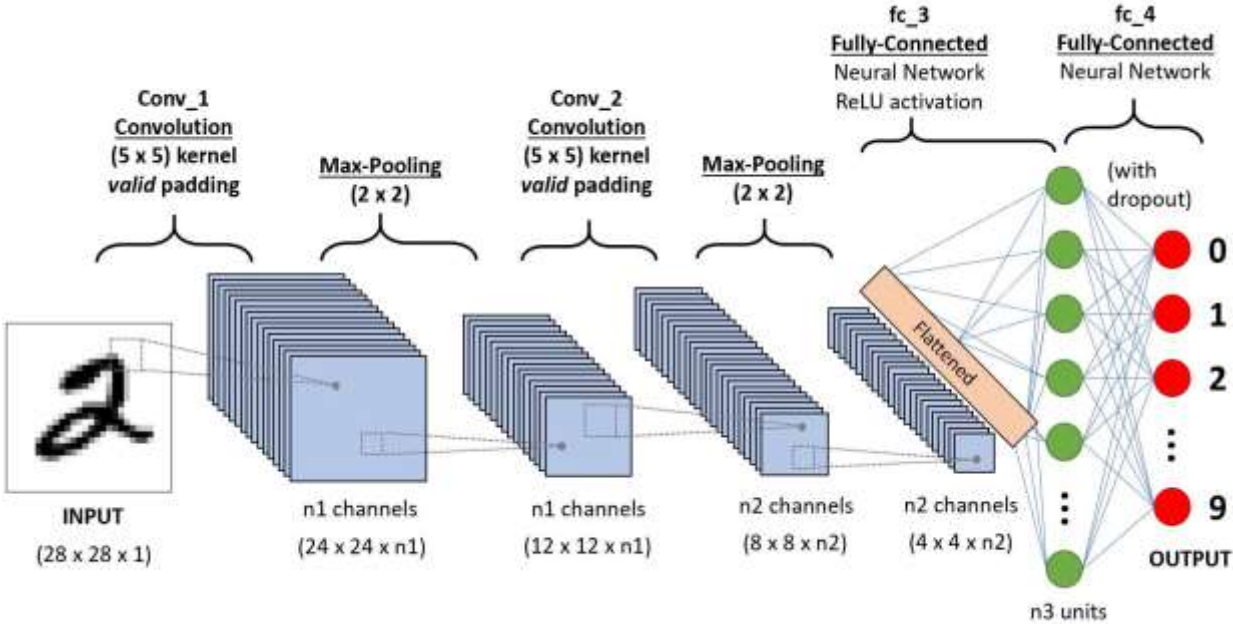 fc_3
Fully-Connected
Neural Network
ReLU activation
fc_4
Fully-Connected
Neural Network
Conv_1
Convolution
(5 x 5) kernel
valid padding
Max-Pooling
(2 x 2)
Conv_2
Convolution
(5 x 5) kernel
valid padding
Max-Pooling
(2 x 2)
(with
dropout)
Flattened
0
1
2
9
INPUT
(28 x 28 x 1)
n1 channels
(24 x 24 x n1)
n1 channels
(12 x 12 x n1)
n2 channels
(8 x 8 x n2)
n2 channels
(4 x 4 x n2)
OUTPUT
n3 units